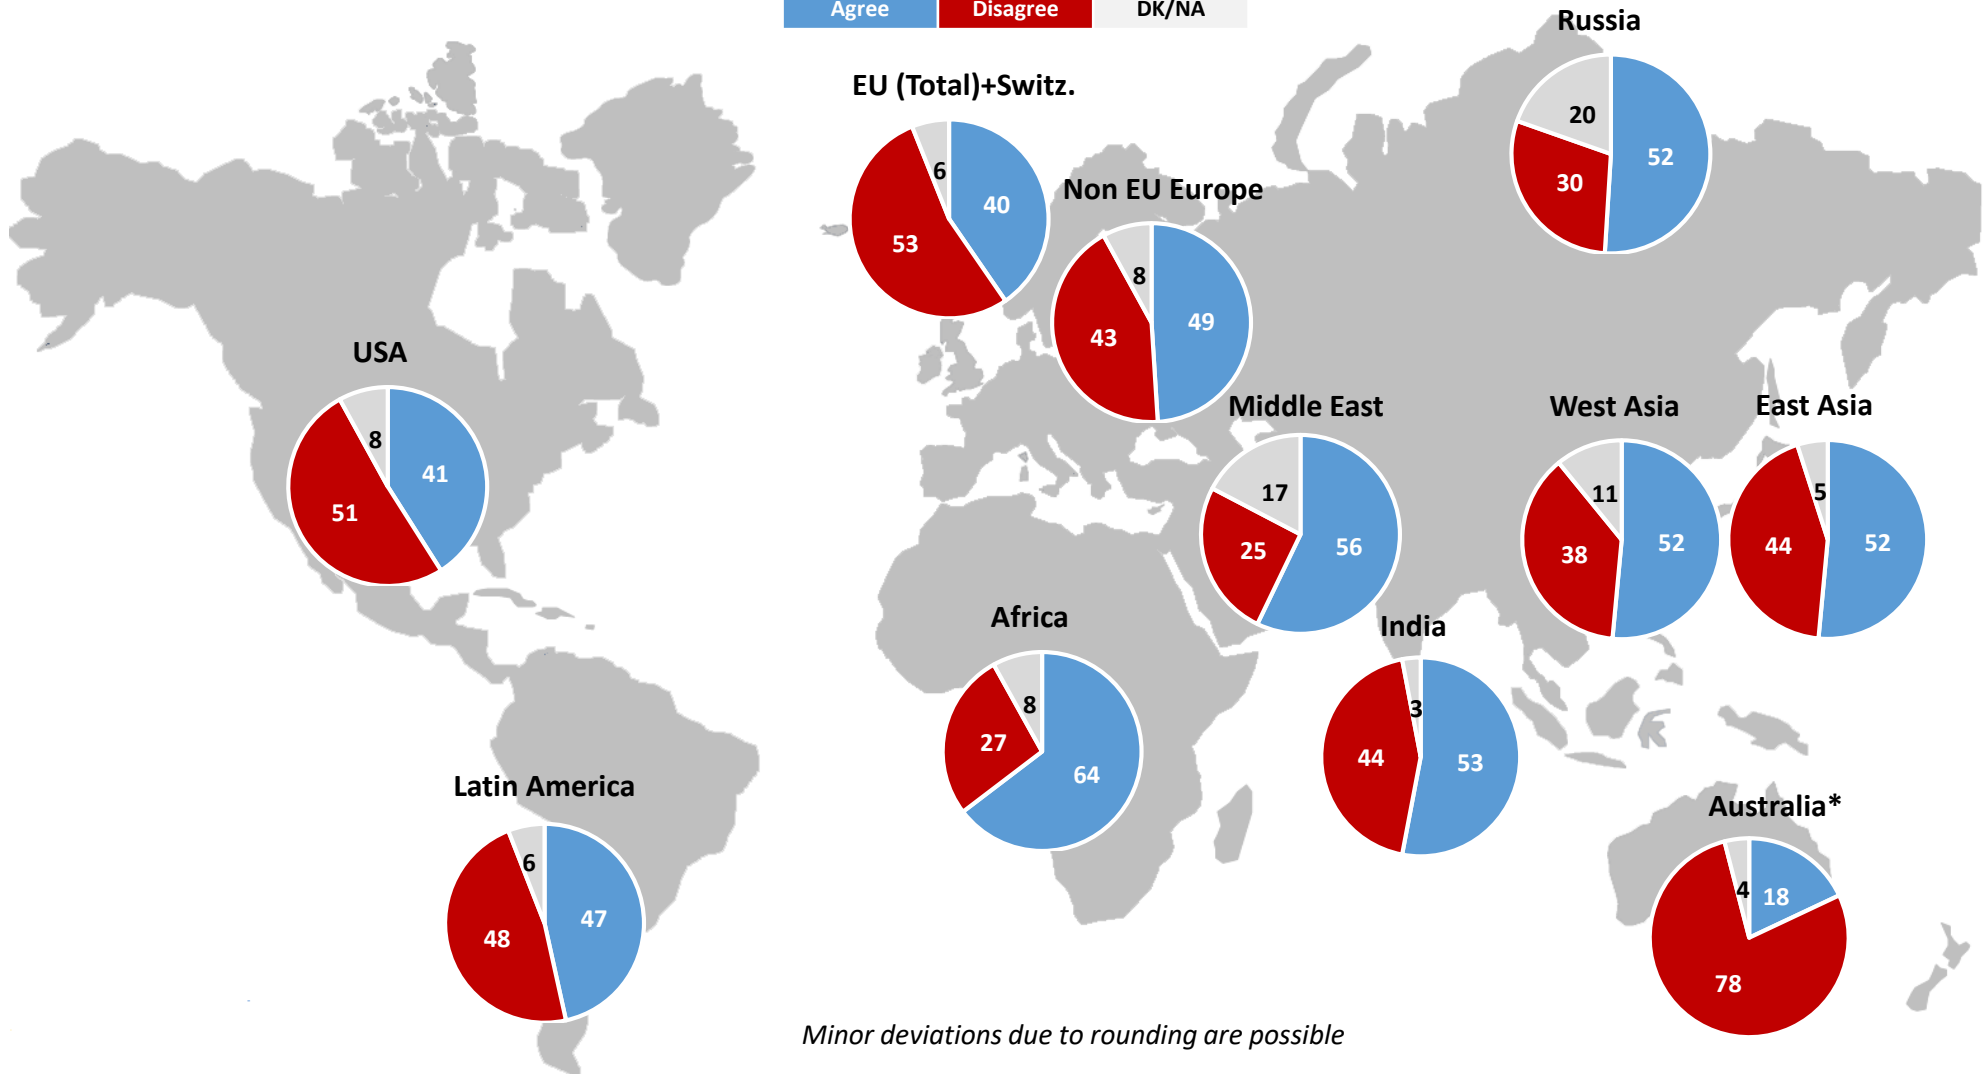 Agree Disagree DK/NA
Russia
20
52
30
EU (Total)+Switz.
6
40
53
Non EU Europe
8
49
43
USA
8
41
51
Middle East
17
56
25
West Asia
11
52
38
East Asia
5
52
44
Africa
8
27
64
India
3
44
53
Latin America
6
47
48
Australia*
4
18
78
Minor deviations due to rounding are possible